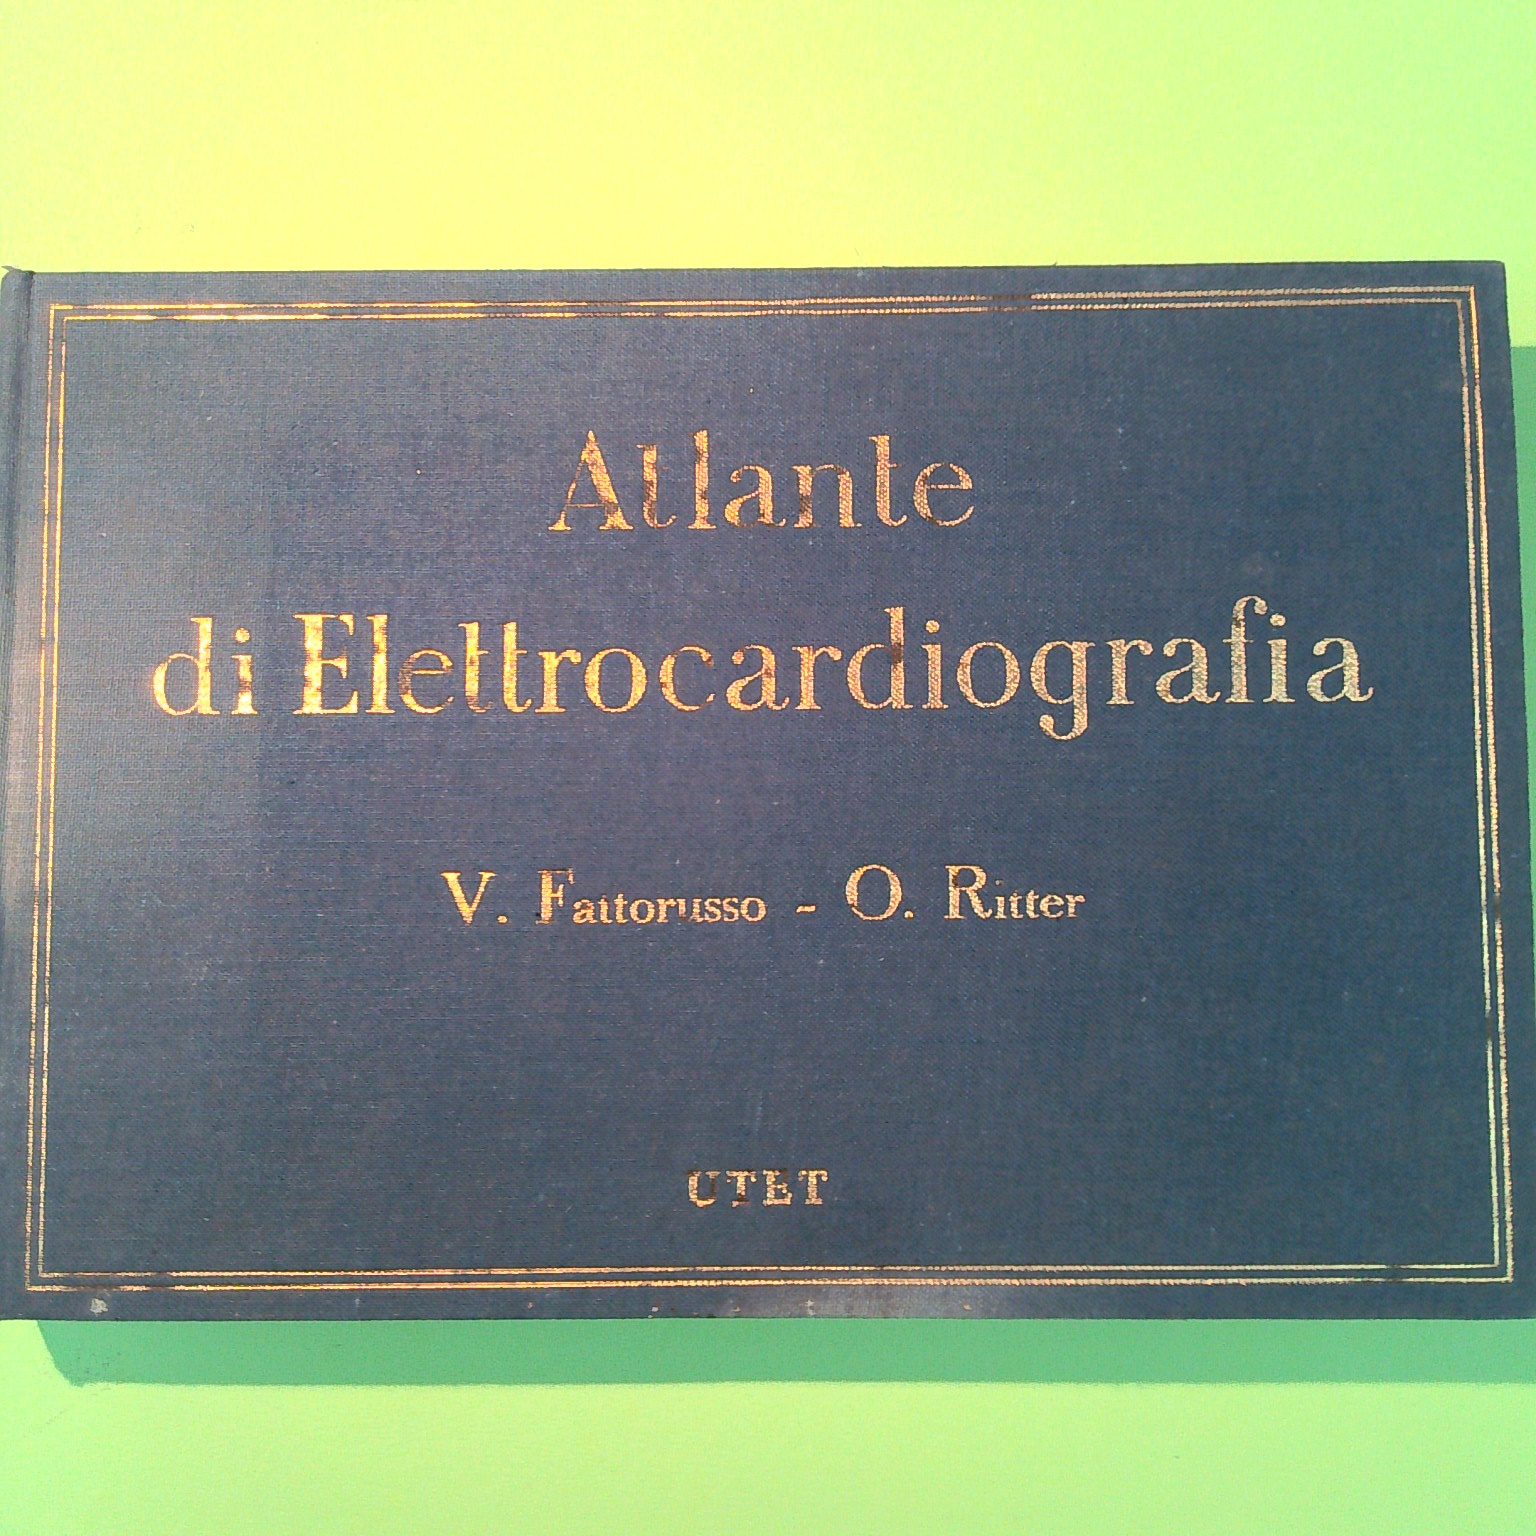 Atlante
di Elettrocardiografia
V. Fattorusso - O. Ritter
UTET